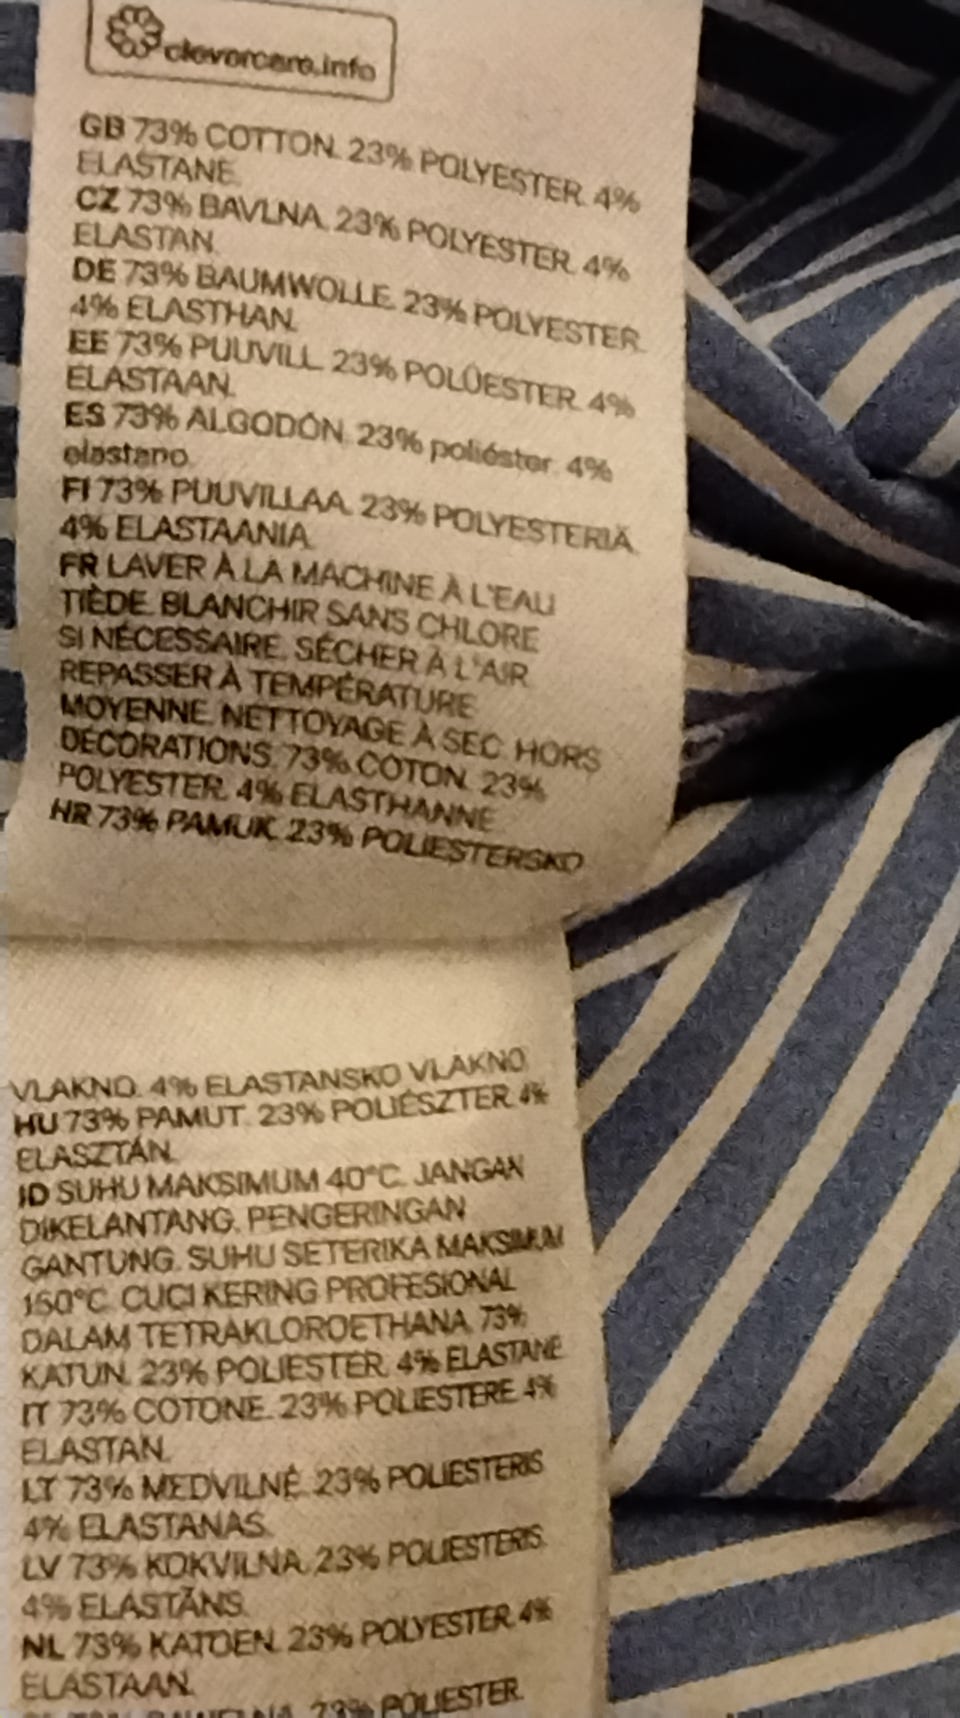 clevercare.info
GB 73% COTTON. 23% POLYESTER. 4%
ELASTANE.
CZ 73% BAVLNA. 23% POLYESTER. 4%
ELASTAN.
DE 73% BAUMWOLLE. 23% POLYESTER.
4% ELASTHAN.
EE 73% PUUVILL. 23% POLÜESTER. 4%
ELASTAAN.
ES 73% ALGODÓN. 23% poliéster. 4%
elastano.
FI 73% PUUVILLAA. 23% POLYESTERIÄ.
4% ELASTAANIA.
FR LAVER À LA MACHINE À L'EAU
TIÈDE. BLANCHIR SANS CHLORE
SI NÉCESSAIRE. SÉCHER À L'AIR.
REPASSER À TEMPÉRATURE
MOYENNE. NETTOYAGE À SEC HORS
DÉCORATIONS. 73% COTON. 23%
POLYESTER. 4% ELASTHANNE
HR 73% PAMUK. 23% POLIESTERSKO
VLAKNO. 4% ELASTANSKO VLAKNO.
HU 73% PAMUT. 23% POLIÉSZTER. 4%
ELASZTÁN.
ID SUHU MAKSIMUM 40°C. JANGAN
DIKELANTANG. PENGERINGAN
GANTUNG. SUHU SETERIKA MAKSIMUM
150°C. CUCI KERING PROFESIONAL
DALAM TETRAKLOROETHANA. 73%
KATUN. 23% POLIESTER. 4% ELASTANE.
IT 73% COTONE. 23% POLIESTERE. 4%
ELASTAN.
LT 73% MEDVILNĖ. 23% POLIESTERIS.
4% ELASTANAS.
LV 73% KOKVILNA. 23% POLIESTERIS.
4% ELASTĀNS.
NL 73% KATOEN. 23% POLYESTER. 4%
ELASTAAN.
23% POLIESTER.